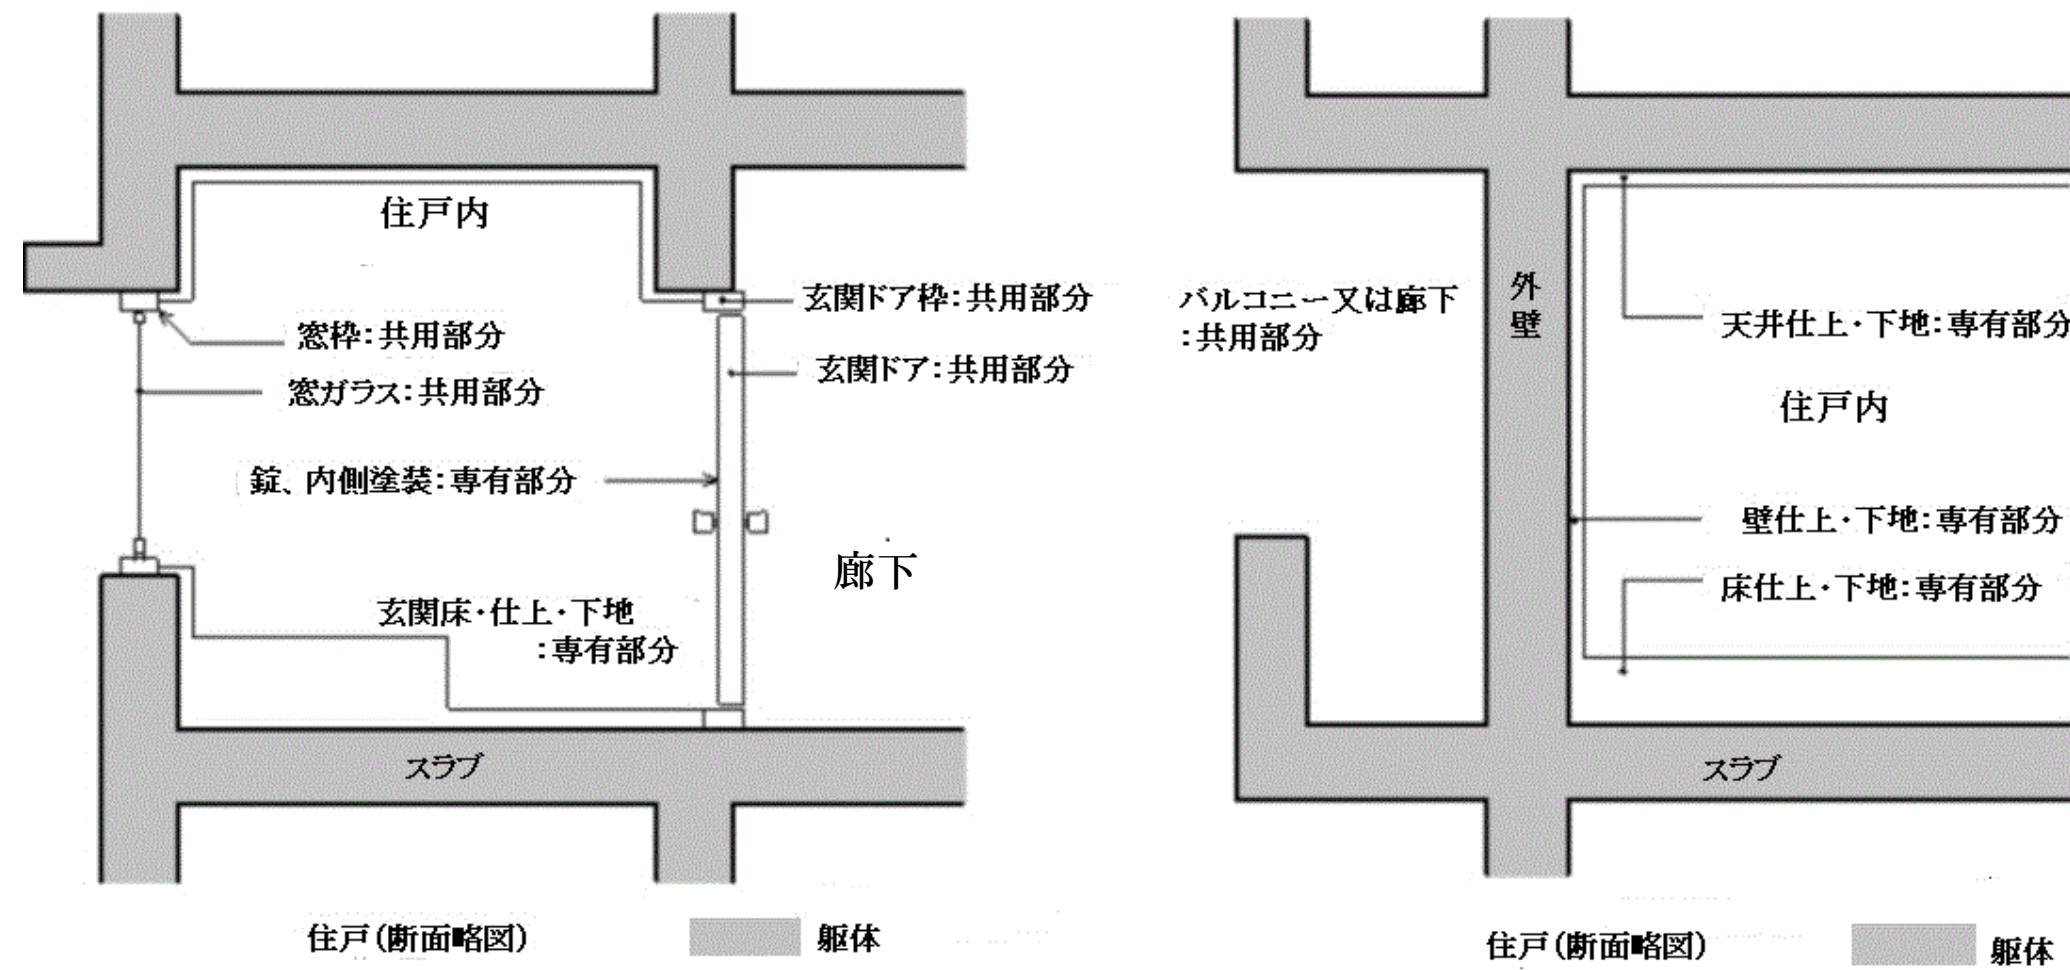 住戸内
玄関ドア枠：共用部分
窓枠：共用部分
玄関ドア：共用部分
窓ガラス：共用部分
錠、内側塗装：専有部分
廊下
玄関床・仕上・下地
：専有部分
スラブ
住戸（断面略図）
躯体
バルコニー又は廊下
：共用部分
外
壁
天井仕上・下地：専有部分
住戸内
壁仕上・下地：専有部分
床仕上・下地：専有部分
スラブ
住戸（断面略図）
躯体